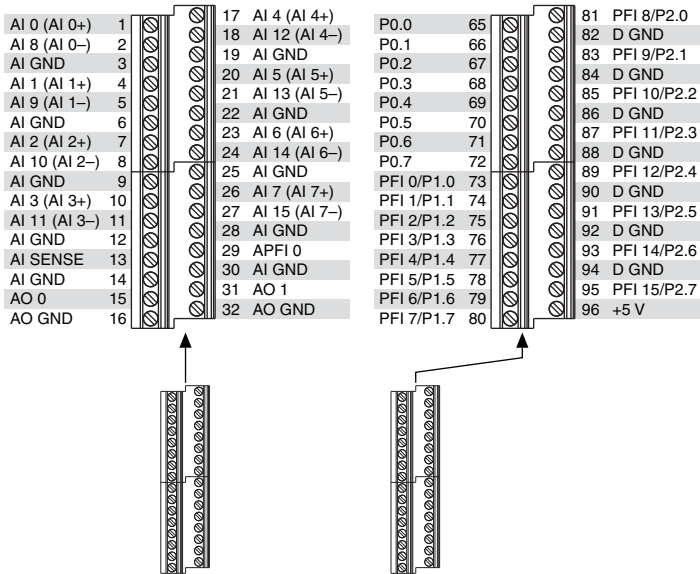 AI 0 (AI 0+) 1
AI 8 (AI 0–) 2
AI GND 3
AI 1 (AI 1+) 4
AI 9 (AI 1–) 5
AI GND 6
AI 2 (AI 2+) 7
AI 10 (AI 2–) 8
AI GND 9
AI 3 (AI 3+) 10
AI 11 (AI 3–) 11
AI GND 12
AI SENSE 13
AI GND 14
AO 0 15
AO GND 16
17 AI 4 (AI 4+)
18 AI 12 (AI 4–)
19 AI GND
20 AI 5 (AI 5+)
21 AI 13 (AI 5–)
22 AI GND
23 AI 6 (AI 6+)
24 AI 14 (AI 6–)
25 AI GND
26 AI 7 (AI 7+)
27 AI 15 (AI 7–)
28 AI GND
29 APFI 0
30 AI GND
31 AO 1
32 AO GND
P0.0 65
P0.1 66
P0.2 67
P0.3 68
P0.4 69
P0.5 70
P0.6 71
P0.7 72
PFI 0/P1.0 73
PFI 1/P1.1 74
PFI 2/P1.2 75
PFI 3/P1.3 76
PFI 4/P1.4 77
PFI 5/P1.5 78
PFI 6/P1.6 79
PFI 7/P1.7 80
81 PFI 8/P2.0
82 D GND
83 PFI 9/P2.1
84 D GND
85 PFI 10/P2.2
86 D GND
87 PFI 11/P2.3
88 D GND
89 PFI 12/P2.4
90 D GND
91 PFI 13/P2.5
92 D GND
93 PFI 14/P2.6
94 D GND
95 PFI 15/P2.7
96 +5 V